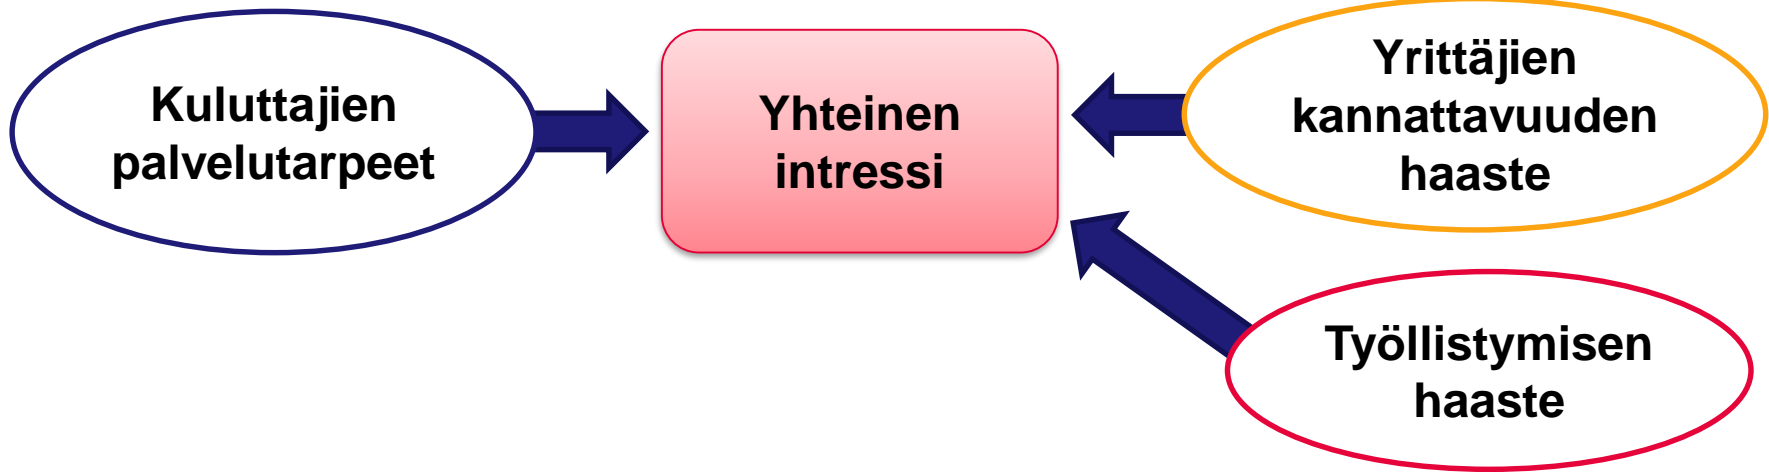 Kuluttajien
palvelutarpeet
Yhteinen
intressi
Yrittäjien
kannattavuuden
haaste
Työllistymisen
haaste